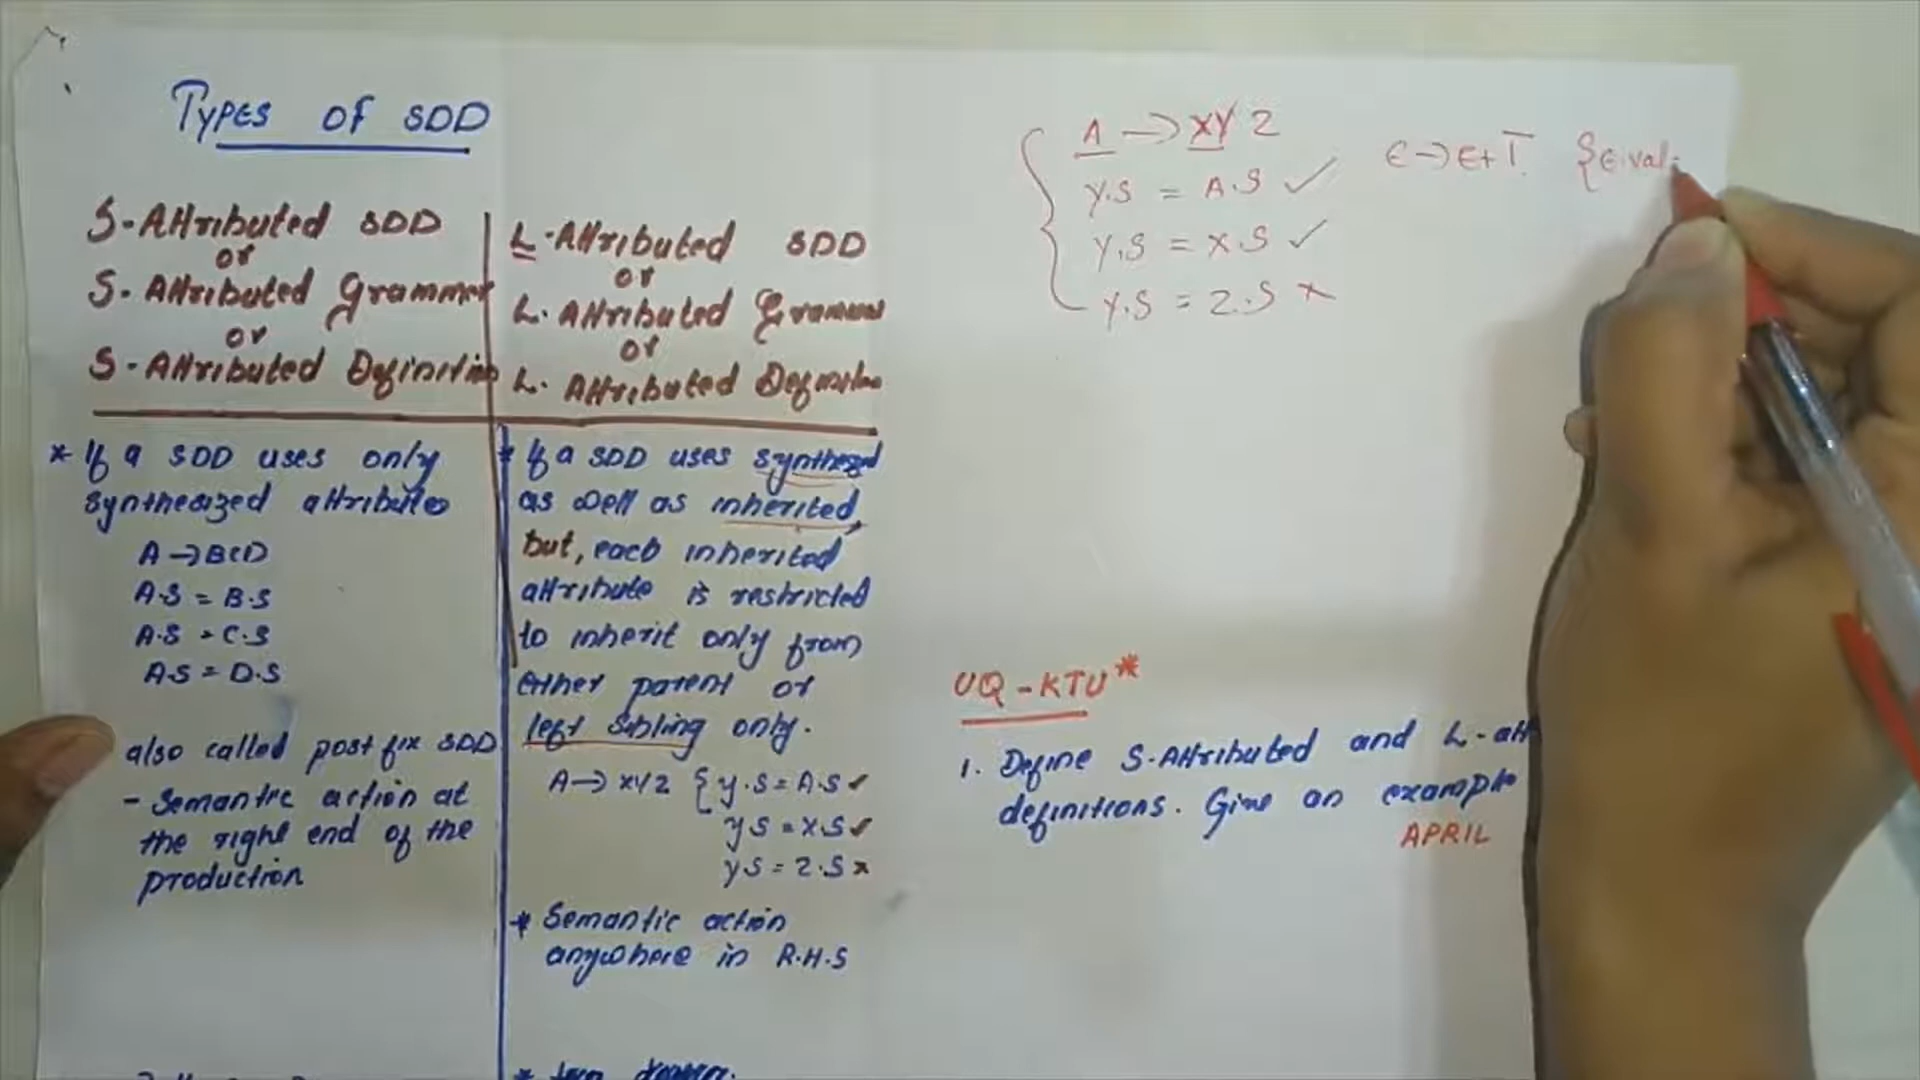 Types of SDD
S-Attributed SDD
or
S-Attributed Grammer
or
S-Attributed Definition
L-Attributed SDD
or
L-Attributed Grammar
or
L-Attributed Definition
* If a SDD uses only
synthesized attributes
A → BCD
A.S = B.S
A.S = C.S
A.S = D.S
also called postfix SDD
- Semantic action at
the right end of the
production
* If a SDD uses synthesized
as well as inherited,
but, each inherited
attribute is restricted
to inherit only from
either parent or
left sibling only.
A → XYZ { Y.S = A.S ✓
Y.S = X.S ✓
Y.S = Z.S ×
* Semantic action
anywhere in R.H.S
A → XYZ
Y.S = A.S ✓
Y.S = X.S ✓
Y.S = Z.S ×
E → E+T {E.val=
UQ - KTU*
1. Define S-Attributed and L-att
definitions. Give an example
APRIL